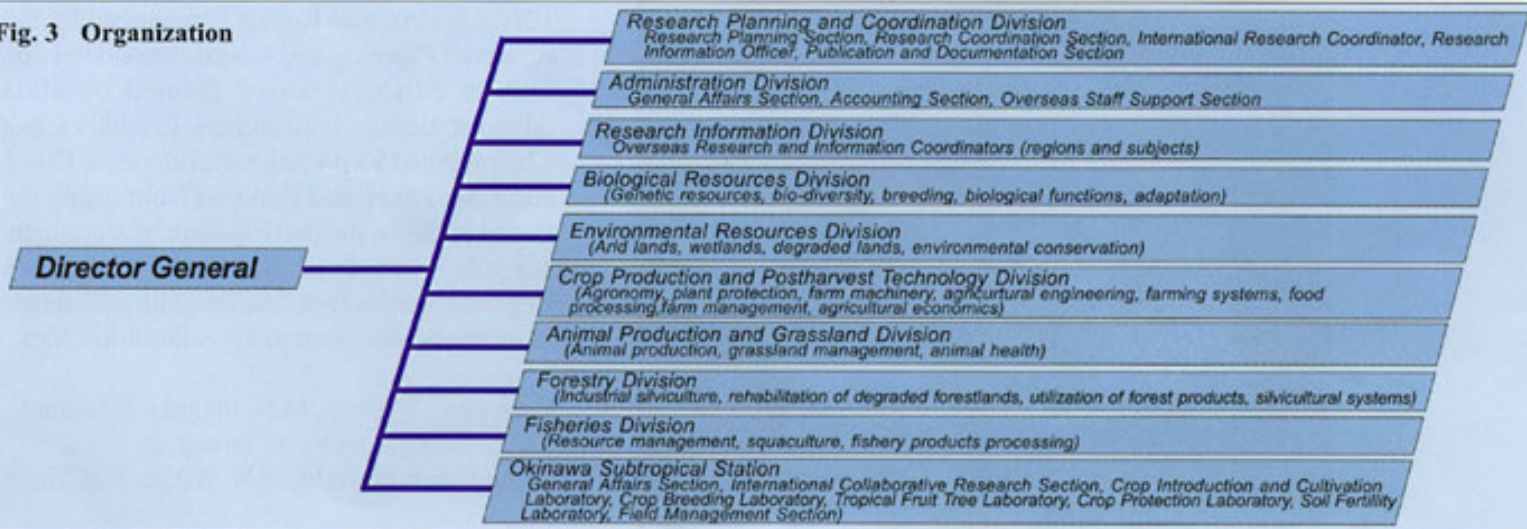 Fig. 3 Organization
Research Planning and Coordination Division
Research Planning Section, Research Coordination Section, International Research Coordinator, Research
Information Officer, Publication and Documentation Section
Administration Division
General Affairs Section, Accounting Section, Overseas Staff Support Section
Research Information Division
Overseas Research and Information Coordinators (regions and subjects)
Biological Resources Division
(Genetic resources, bio-diversity, breeding, biological functions, adaptation)
Environmental Resources Division
(Arid lands, wetlands, degraded lands, environmental conservation)
Director General
Crop Production and Postharvest Technology Division
(Agronomy, plant protection, farm machinery, agricurtural engineering, farming systems, food
processing,farm management, agricultural economics)
Animal Production and Grassland Division
(Animal production, grassland management, animal health)
Forestry Division
(Industrial silviculture, rehabilitation of degraded forestlands, utilization of forest products, silvicultural systems)
Fisheries Division
(Resource management, squaculture, fishery products processing)
Okinawa Subtropical Station
General Affairs Section, International Collaborative Research Section, Crop Introduction and Cultivation
Laboratory, Crop Breeding Laboratory, Tropical Fruit Tree Laboratory, Crop Protection Laboratory, Soil Fertility
Laboratory, Field Management Section)